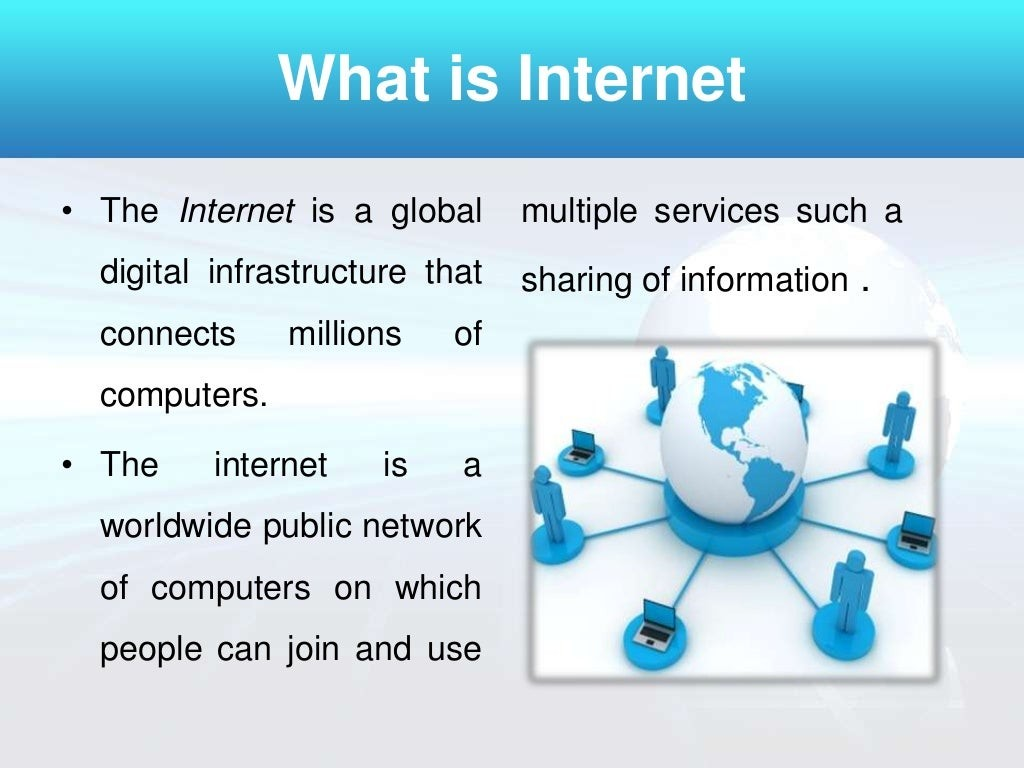 What is Internet
• The Internet is a global
digital infrastructure that
connects millions of
computers.
• The internet is a
worldwide public network
of computers on which
people can join and use
multiple services such a
sharing of information .